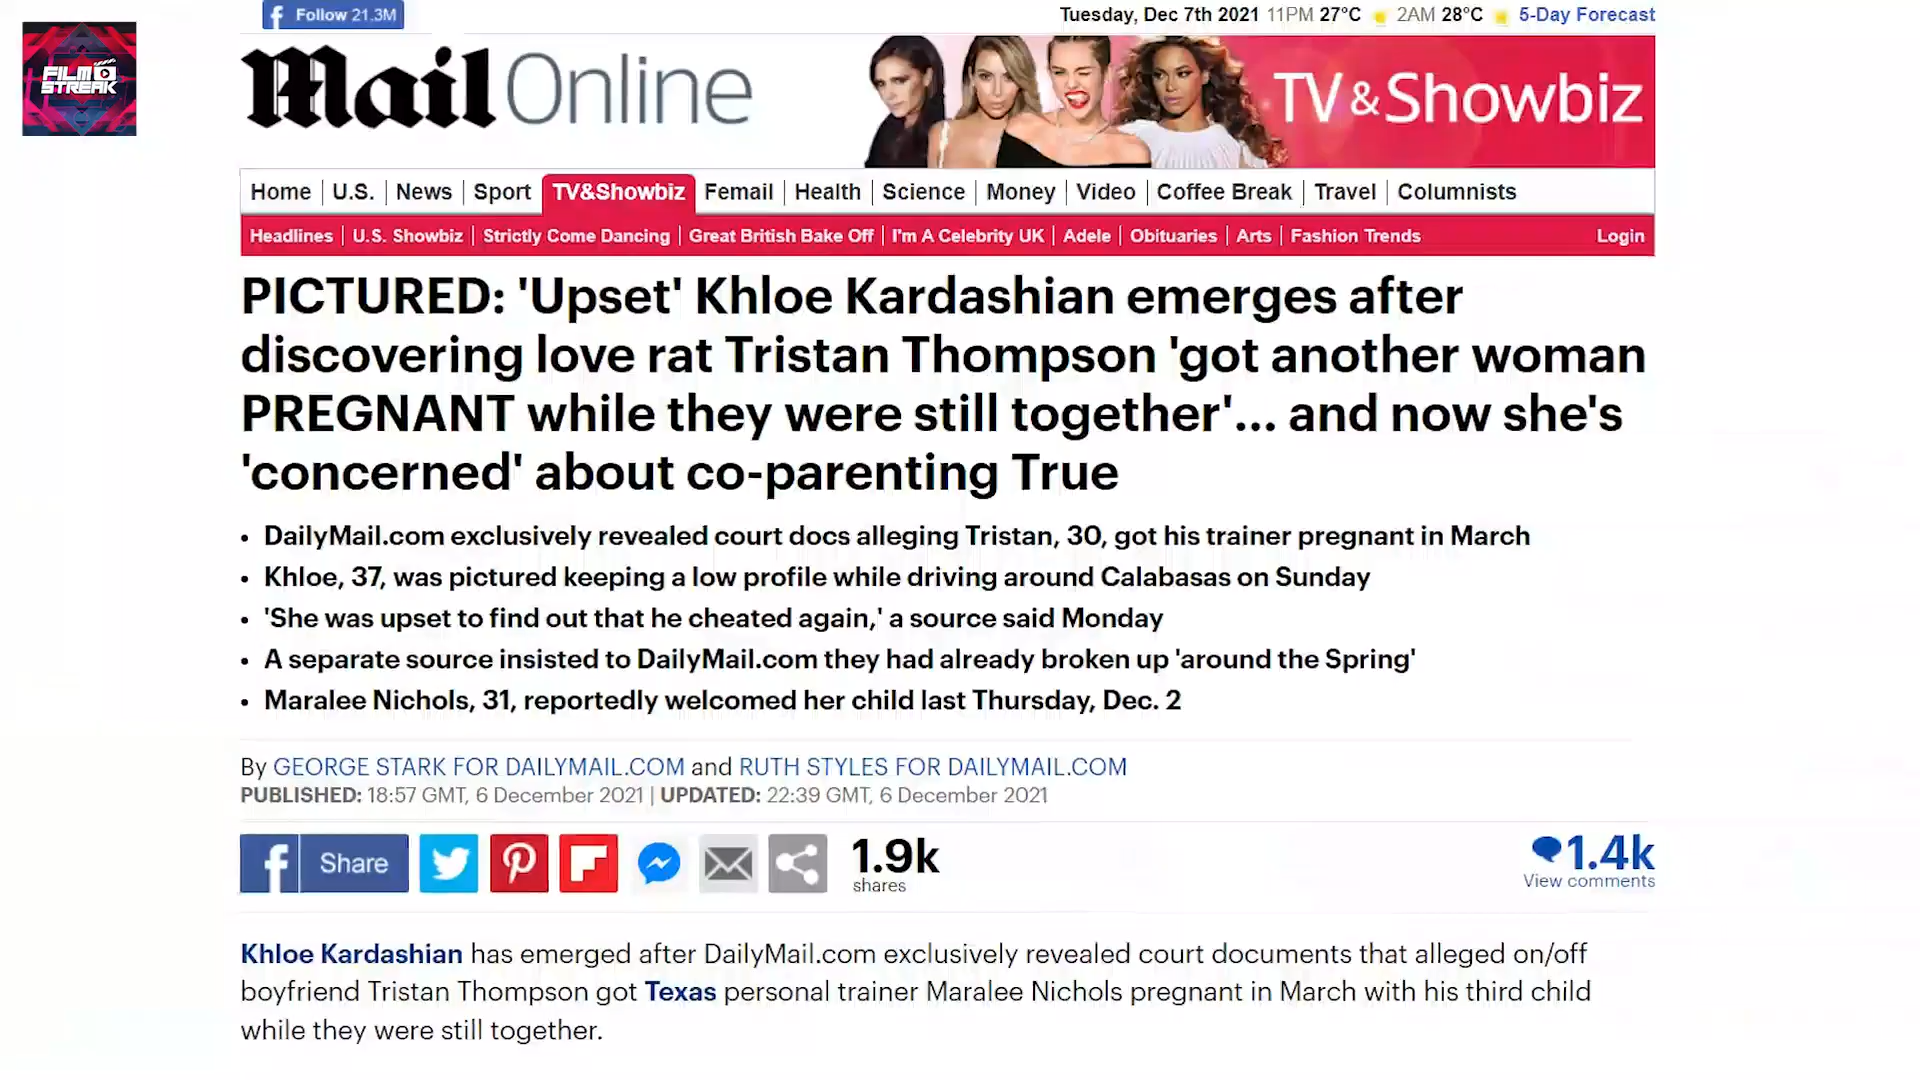 Follow 21.3M
Tuesday, Dec 7th 2021 11PM 27°C 2AM 28°C 5-Day Forecast
FILM
STREAK
Mail Online
TV&Showbiz
Home U.S. News Sport TV&Showbiz Femail Health Science Money Video Coffee Break Travel Columnists
Headlines U.S. Showbiz Strictly Come Dancing Great British Bake Off I'm A Celebrity UK Adele Obituaries Arts Fashion Trends Login
PICTURED: 'Upset' Khloe Kardashian emerges after
discovering love rat Tristan Thompson 'got another woman
PREGNANT while they were still together'... and now she's
'concerned' about co-parenting True
• DailyMail.com exclusively revealed court docs alleging Tristan, 30, got his trainer pregnant in March
• Khloe, 37, was pictured keeping a low profile while driving around Calabasas on Sunday
• 'She was upset to find out that he cheated again,' a source said Monday
• A separate source insisted to DailyMail.com they had already broken up 'around the Spring'
• Maralee Nichols, 31, reportedly welcomed her child last Thursday, Dec. 2
By GEORGE STARK FOR DAILYMAIL.COM and RUTH STYLES FOR DAILYMAIL.COM
PUBLISHED: 18:57 GMT, 6 December 2021 | UPDATED: 22:39 GMT, 6 December 2021
Share
1.9k
shares
1.4k
View comments
Khloe Kardashian has emerged after DailyMail.com exclusively revealed court documents that alleged on/off
boyfriend Tristan Thompson got Texas personal trainer Maralee Nichols pregnant in March with his third child
while they were still together.